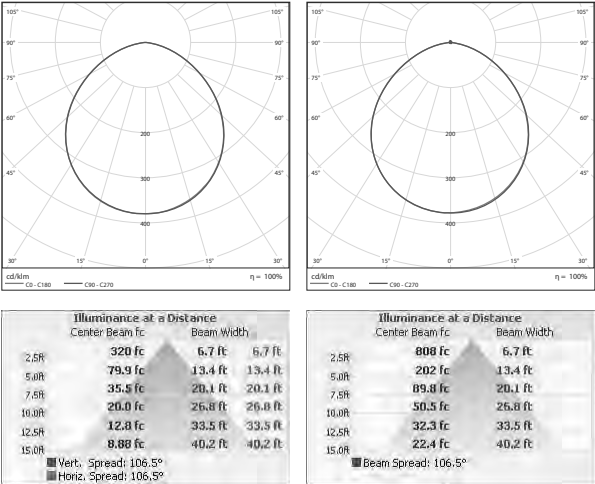 105° 105°
90° 90°
75° 75°
60° 60°
200
45° 300 45°
400
30° 15° 0° 15° 30°
cd/klm η = 100%
C0 - C180 C90 - C270
105° 105°
90° 90°
75° 75°
60° 60°
200
45° 300 45°
400
30° 15° 0° 15° 30°
cd/klm η = 100%
C0 - C180 C90 - C270
Illuminance at a Distance
Center Beam fc Beam Width
2.5ft 320 fc 6.7 ft 6.7 ft
5.0ft 79.9 fc 13.4 ft 13.4 ft
7.5ft 35.5 fc 20.1 ft 20.1 ft
10.0ft 20.0 fc 26.8 ft 26.8 ft
12.5ft 12.8 fc 33.5 ft 33.5 ft
15.0ft 8.88 fc 40.2 ft 40.2 ft
Vert. Spread: 106.5°
Horiz. Spread: 106.5°
Illuminance at a Distance
Center Beam fc Beam Width
2.5ft 808 fc 6.7 ft
5.0ft 202 fc 13.4 ft
7.5ft 89.8 fc 20.1 ft
10.0ft 50.5 fc 26.8 ft
12.5ft 32.3 fc 33.5 ft
15.0ft 22.4 fc 40.2 ft
Beam Spread: 106.5°